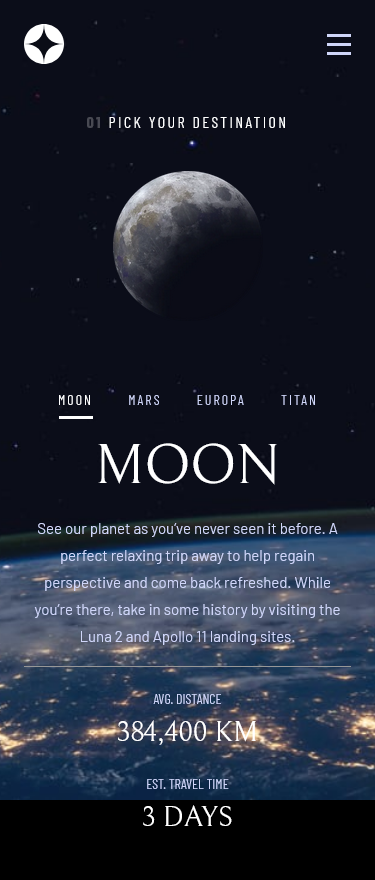 01 PICK YOUR DESTINATION
MOON MARS EUROPA TITAN
MOON
See our planet as you’ve never seen it before. A
perfect relaxing trip away to help regain
perspective and come back refreshed. While
you’re there, take in some history by visiting the
Luna 2 and Apollo 11 landing sites.
AVG. DISTANCE
384,400 KM
EST. TRAVEL TIME
3 DAYS